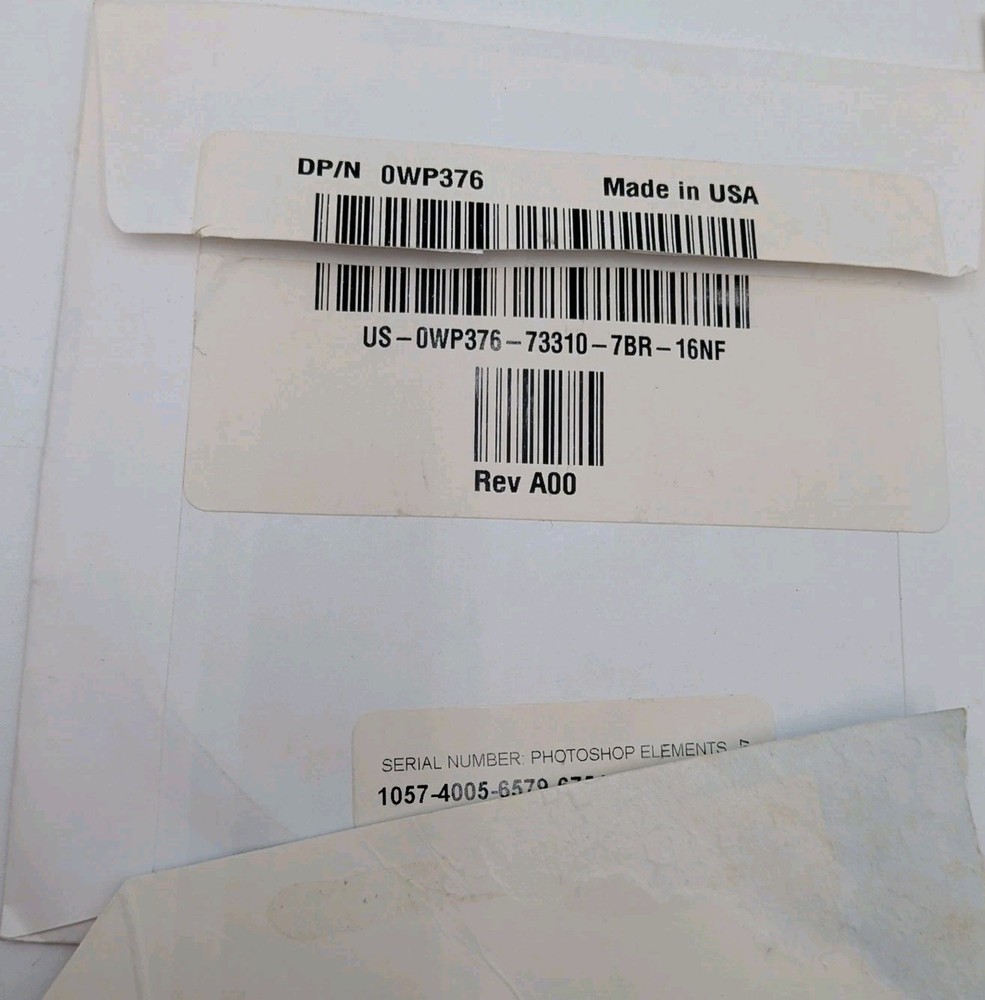 DP/N 0WP376 Made in USA
US-0WP376-73310-7BR-16NF
Rev A00
SERIAL NUMBER: PHOTOSHOP ELEMENTS
1057-4005-6579